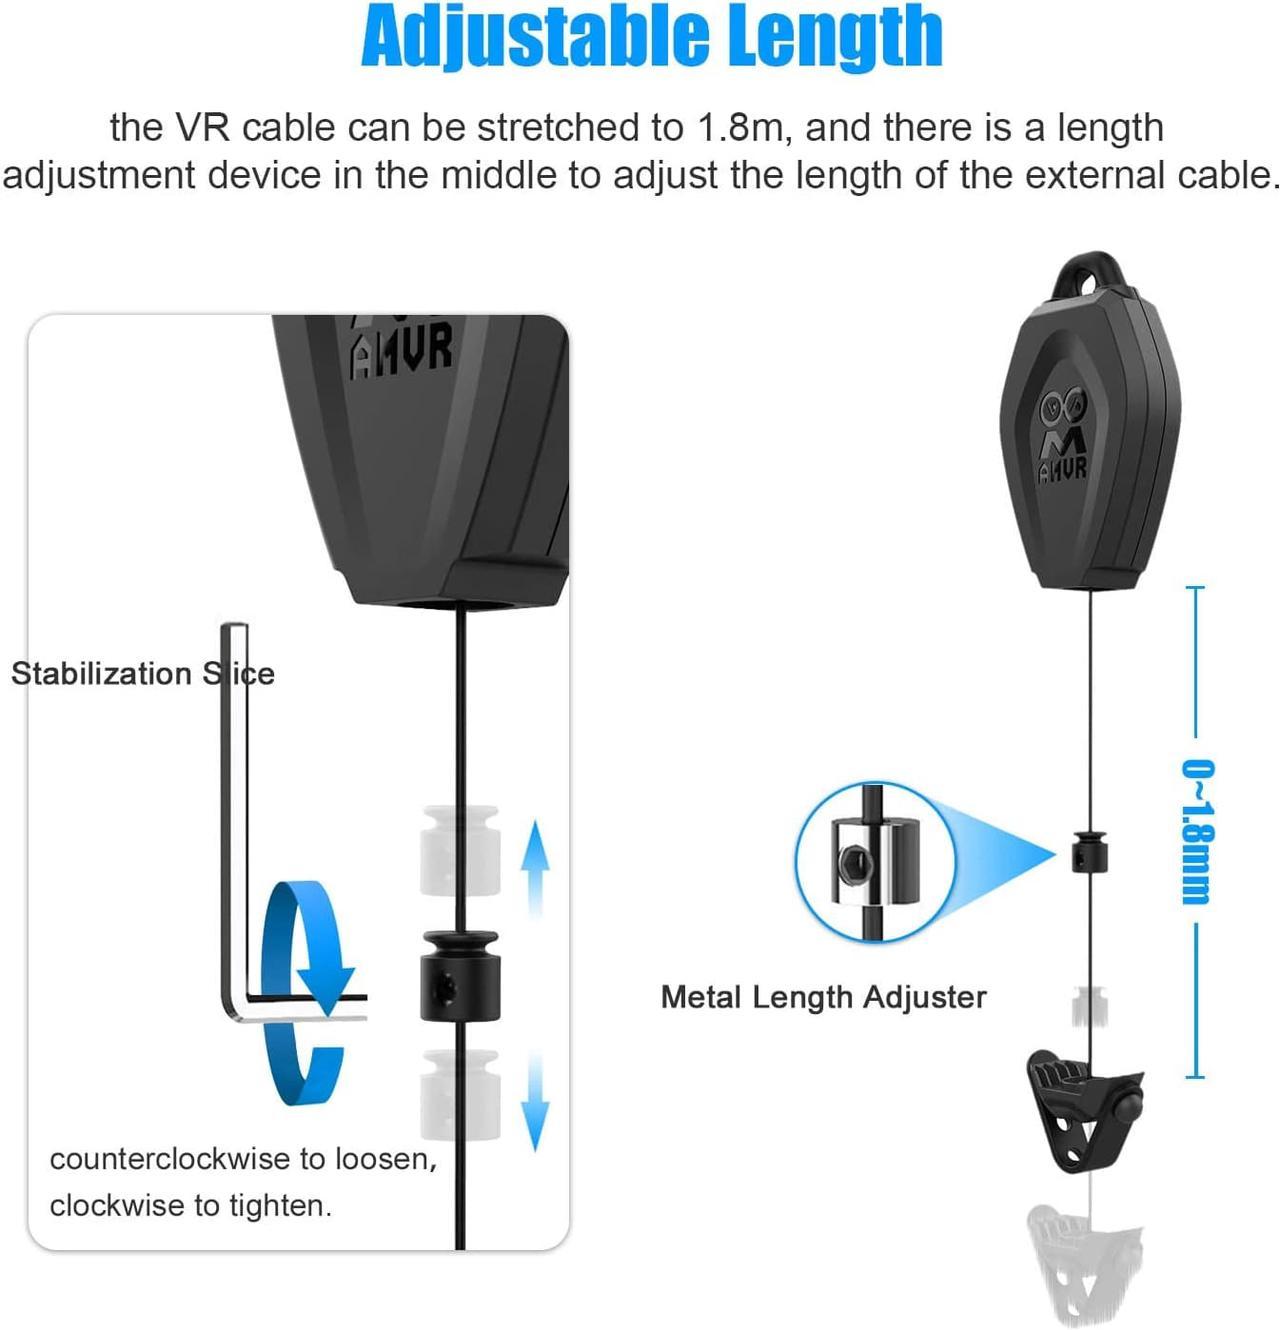 Adjustable Length
the VR cable can be stretched to 1.8m, and there is a length
adjustment device in the middle to adjust the length of the external cable.
AMVR
AMVR
Stabilization Slice
0~1.8mm
Metal Length Adjuster
counterclockwise to loosen,
clockwise to tighten.